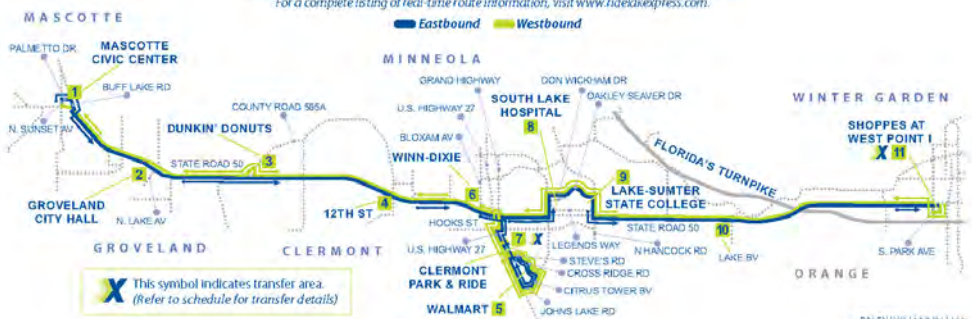 For a complete listing of real-time route information, visit www.ridelakexpress.com.
Eastbound
Westbound
MASCOTTE
PALMETTO DR
MASCOTTE
CIVIC CENTER
1
BUFF LAKE RD
N. SUNSET AV
MINNEOLA
GRAND HIGHWAY
DON WICKHAM DR
U.S. HIGHWAY 27
SOUTH LAKE
HOSPITAL
8
OAKLEY SEAVER DR
WINTER GARDEN
COUNTY ROAD 565A
DUNKIN' DONUTS
3
BLOXAM AV
WINN-DIXIE
6
FLORIDA'S TURNPIKE
SHOPPES AT
WEST POINT I
X 11
STATE ROAD 50
2
GROVELAND
CITY HALL
N. LAKE AV
4
12TH ST
HOOKS ST
9
LAKE-SUMTER
STATE COLLEGE
STATE ROAD 50
10
LAKE BV
S. PARK AVE
GROVELAND
CLERMONT
U.S. HIGHWAY 27
7 X
LEGENDS WAY
N HANCOCK RD
STEVE'S RD
CROSS RIDGE RD
CITRUS TOWER BV
JOHNS LAKE RD
CLERMONT
PARK & RIDE
WALMART 5
ORANGE
X This symbol indicates transfer area.
(Refer to schedule for transfer details)